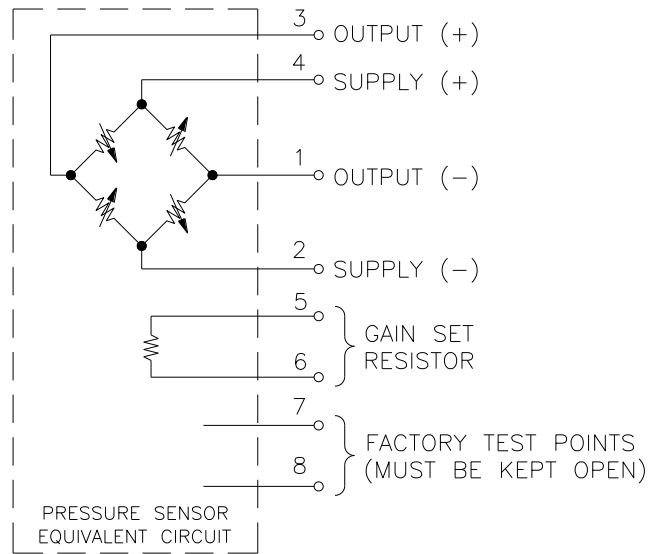 3 OUTPUT (+)
4 SUPPLY (+)
1 OUTPUT (−)
2 SUPPLY (−)
5
GAIN SET
RESISTOR
6
7
FACTORY TEST POINTS
(MUST BE KEPT OPEN)
8
PRESSURE SENSOR
EQUIVALENT CIRCUIT